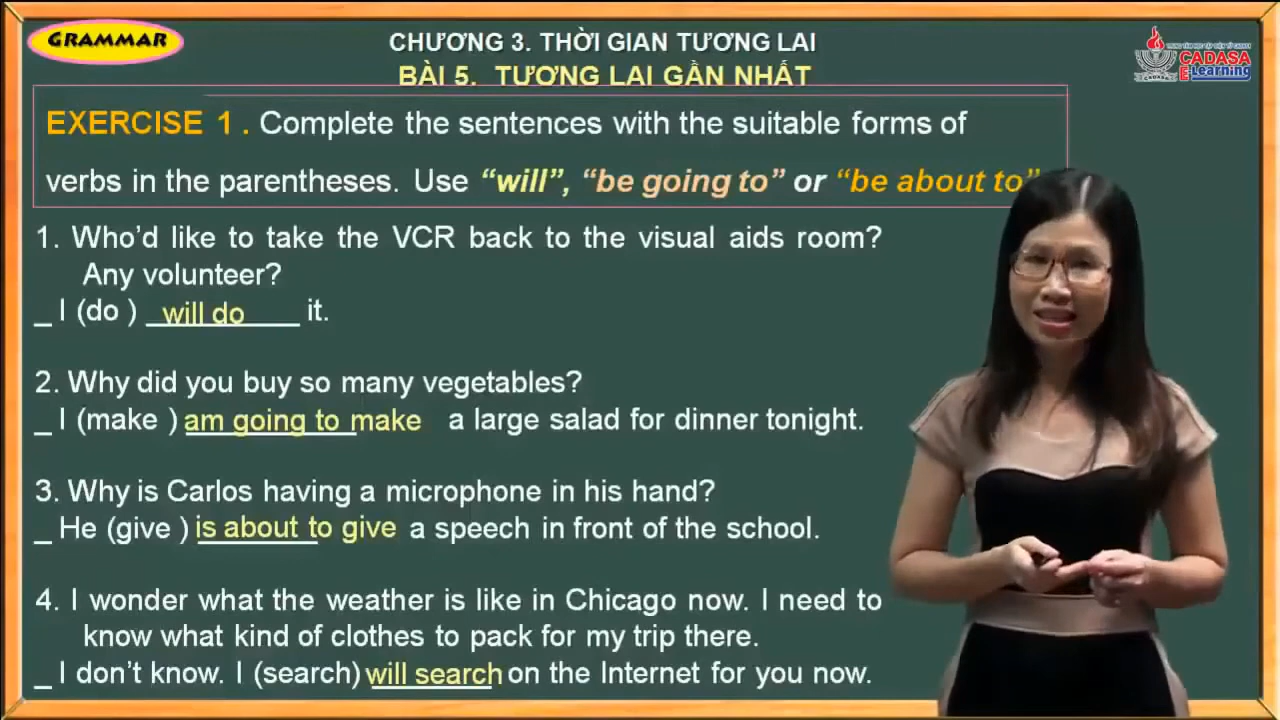 GRAMMAR
CHƯƠNG 3. THỜI GIAN TƯƠNG LAI
BÀI 5. TƯƠNG LAI GẦN NHẤT
CADASA
E-Learning
CADASA
EXERCISE 1 . Complete the sentences with the suitable forms of
verbs in the parentheses. Use “will”, “be going to” or “be about to”
1. Who’d like to take the VCR back to the visual aids room?
Any volunteer?
_ I (do ) will do it.
2. Why did you buy so many vegetables?
_ I (make ) am going to make a large salad for dinner tonight.
3. Why is Carlos having a microphone in his hand?
_ He (give ) is about to give a speech in front of the school.
4. I wonder what the weather is like in Chicago now. I need to
know what kind of clothes to pack for my trip there.
_ I don’t know. I (search) will search on the Internet for you now.